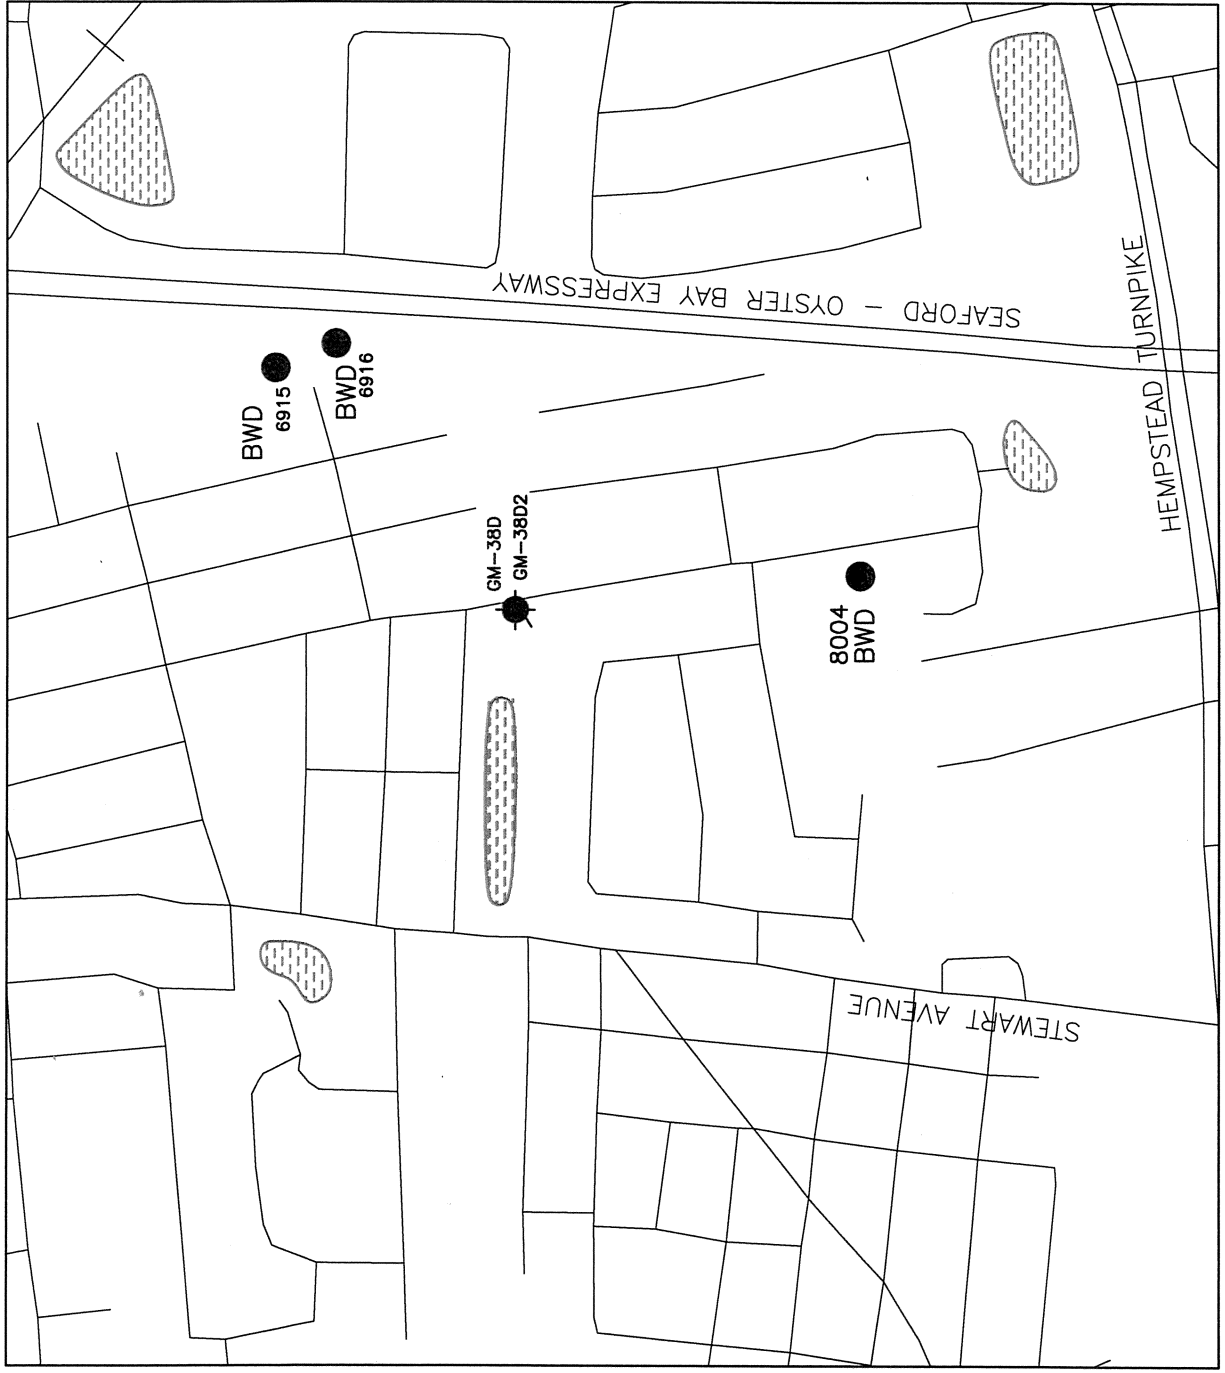 SEAFORD - OYSTER BAY EXPRESSWAY
HEMPSTEAD TURNPIKE
BWD
6915
BWD
6916
GM-38D
GM-38D2
8004
BWD
STEWART AVENUE